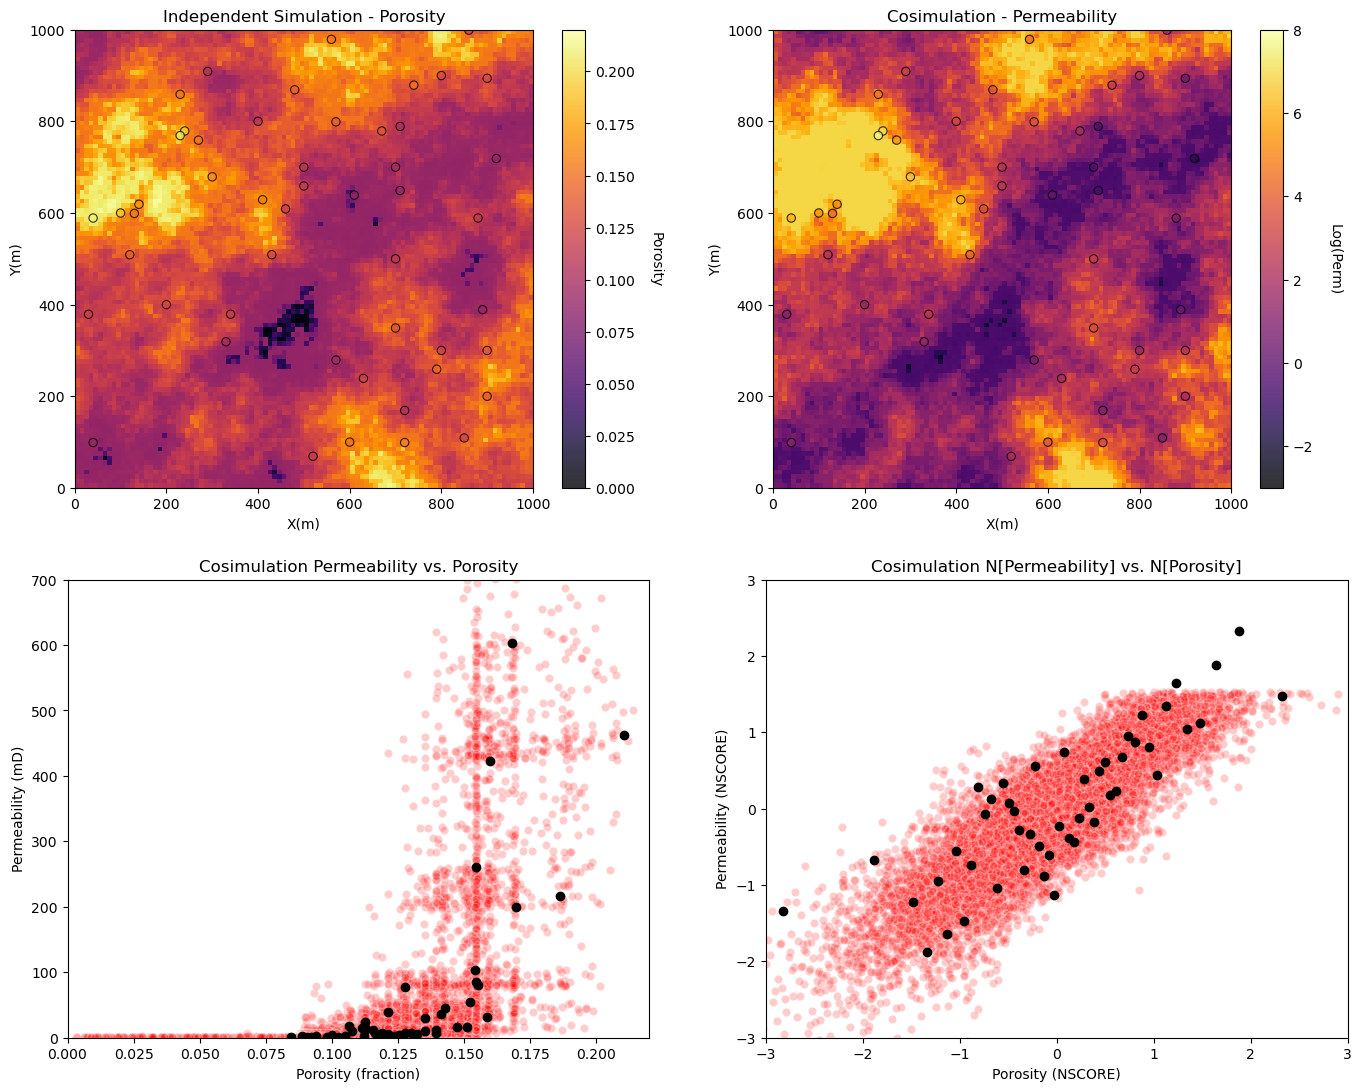 Independent Simulation - Porosity
1000
800
600
400
200
0
Y(m)
0 200 400 600 800 1000
X(m)
0.200
0.175
0.150
0.125
0.100
0.075
0.050
0.025
0.000
Porosity
Cosimulation - Permeability
1000
800
600
400
200
0
Y(m)
0 200 400 600 800 1000
X(m)
8
6
4
2
0
−2
Log(Perm)
Cosimulation Permeability vs. Porosity
700
600
500
400
300
200
100
0
Permeability (mD)
0.000 0.025 0.050 0.075 0.100 0.125 0.150 0.175 0.200
Porosity (fraction)
Cosimulation N[Permeability] vs. N[Porosity]
3
2
1
0
−1
−2
−3
Permeability (NSCORE)
−3 −2 −1 0 1 2 3
Porosity (NSCORE)